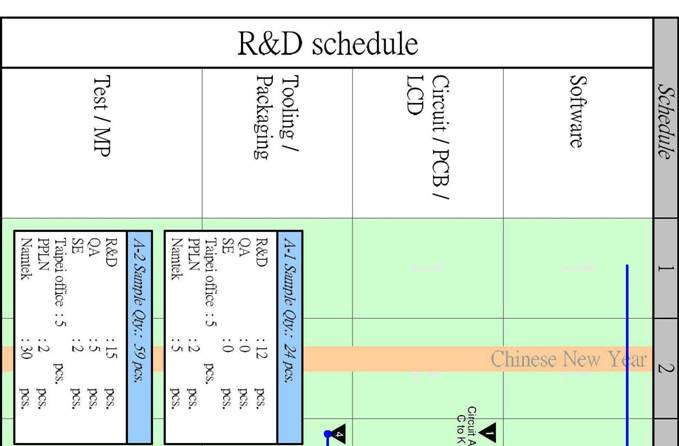 R&D schedule
Schedule
1
2
Software
Chinese New Year
Circuit / PCB /
LCD
1
Circuit A
C to K
Tooling /
Packaging
4
A-1 Sample Qty.: 24 pcs.
R&D : 12 pcs.
QA : 0 pcs.
SE : 0 pcs.
Taipei office : 5 pcs.
PPLN : 2 pcs.
Namtek : 5 pcs.
Test / MP
A-2 Sample Qty.: 59 pcs.
R&D : 15 pcs.
QA : 5 pcs.
SE : 2 pcs.
Taipei office : 5 pcs.
PPLN : 2 pcs.
Namtek : 30 pcs.